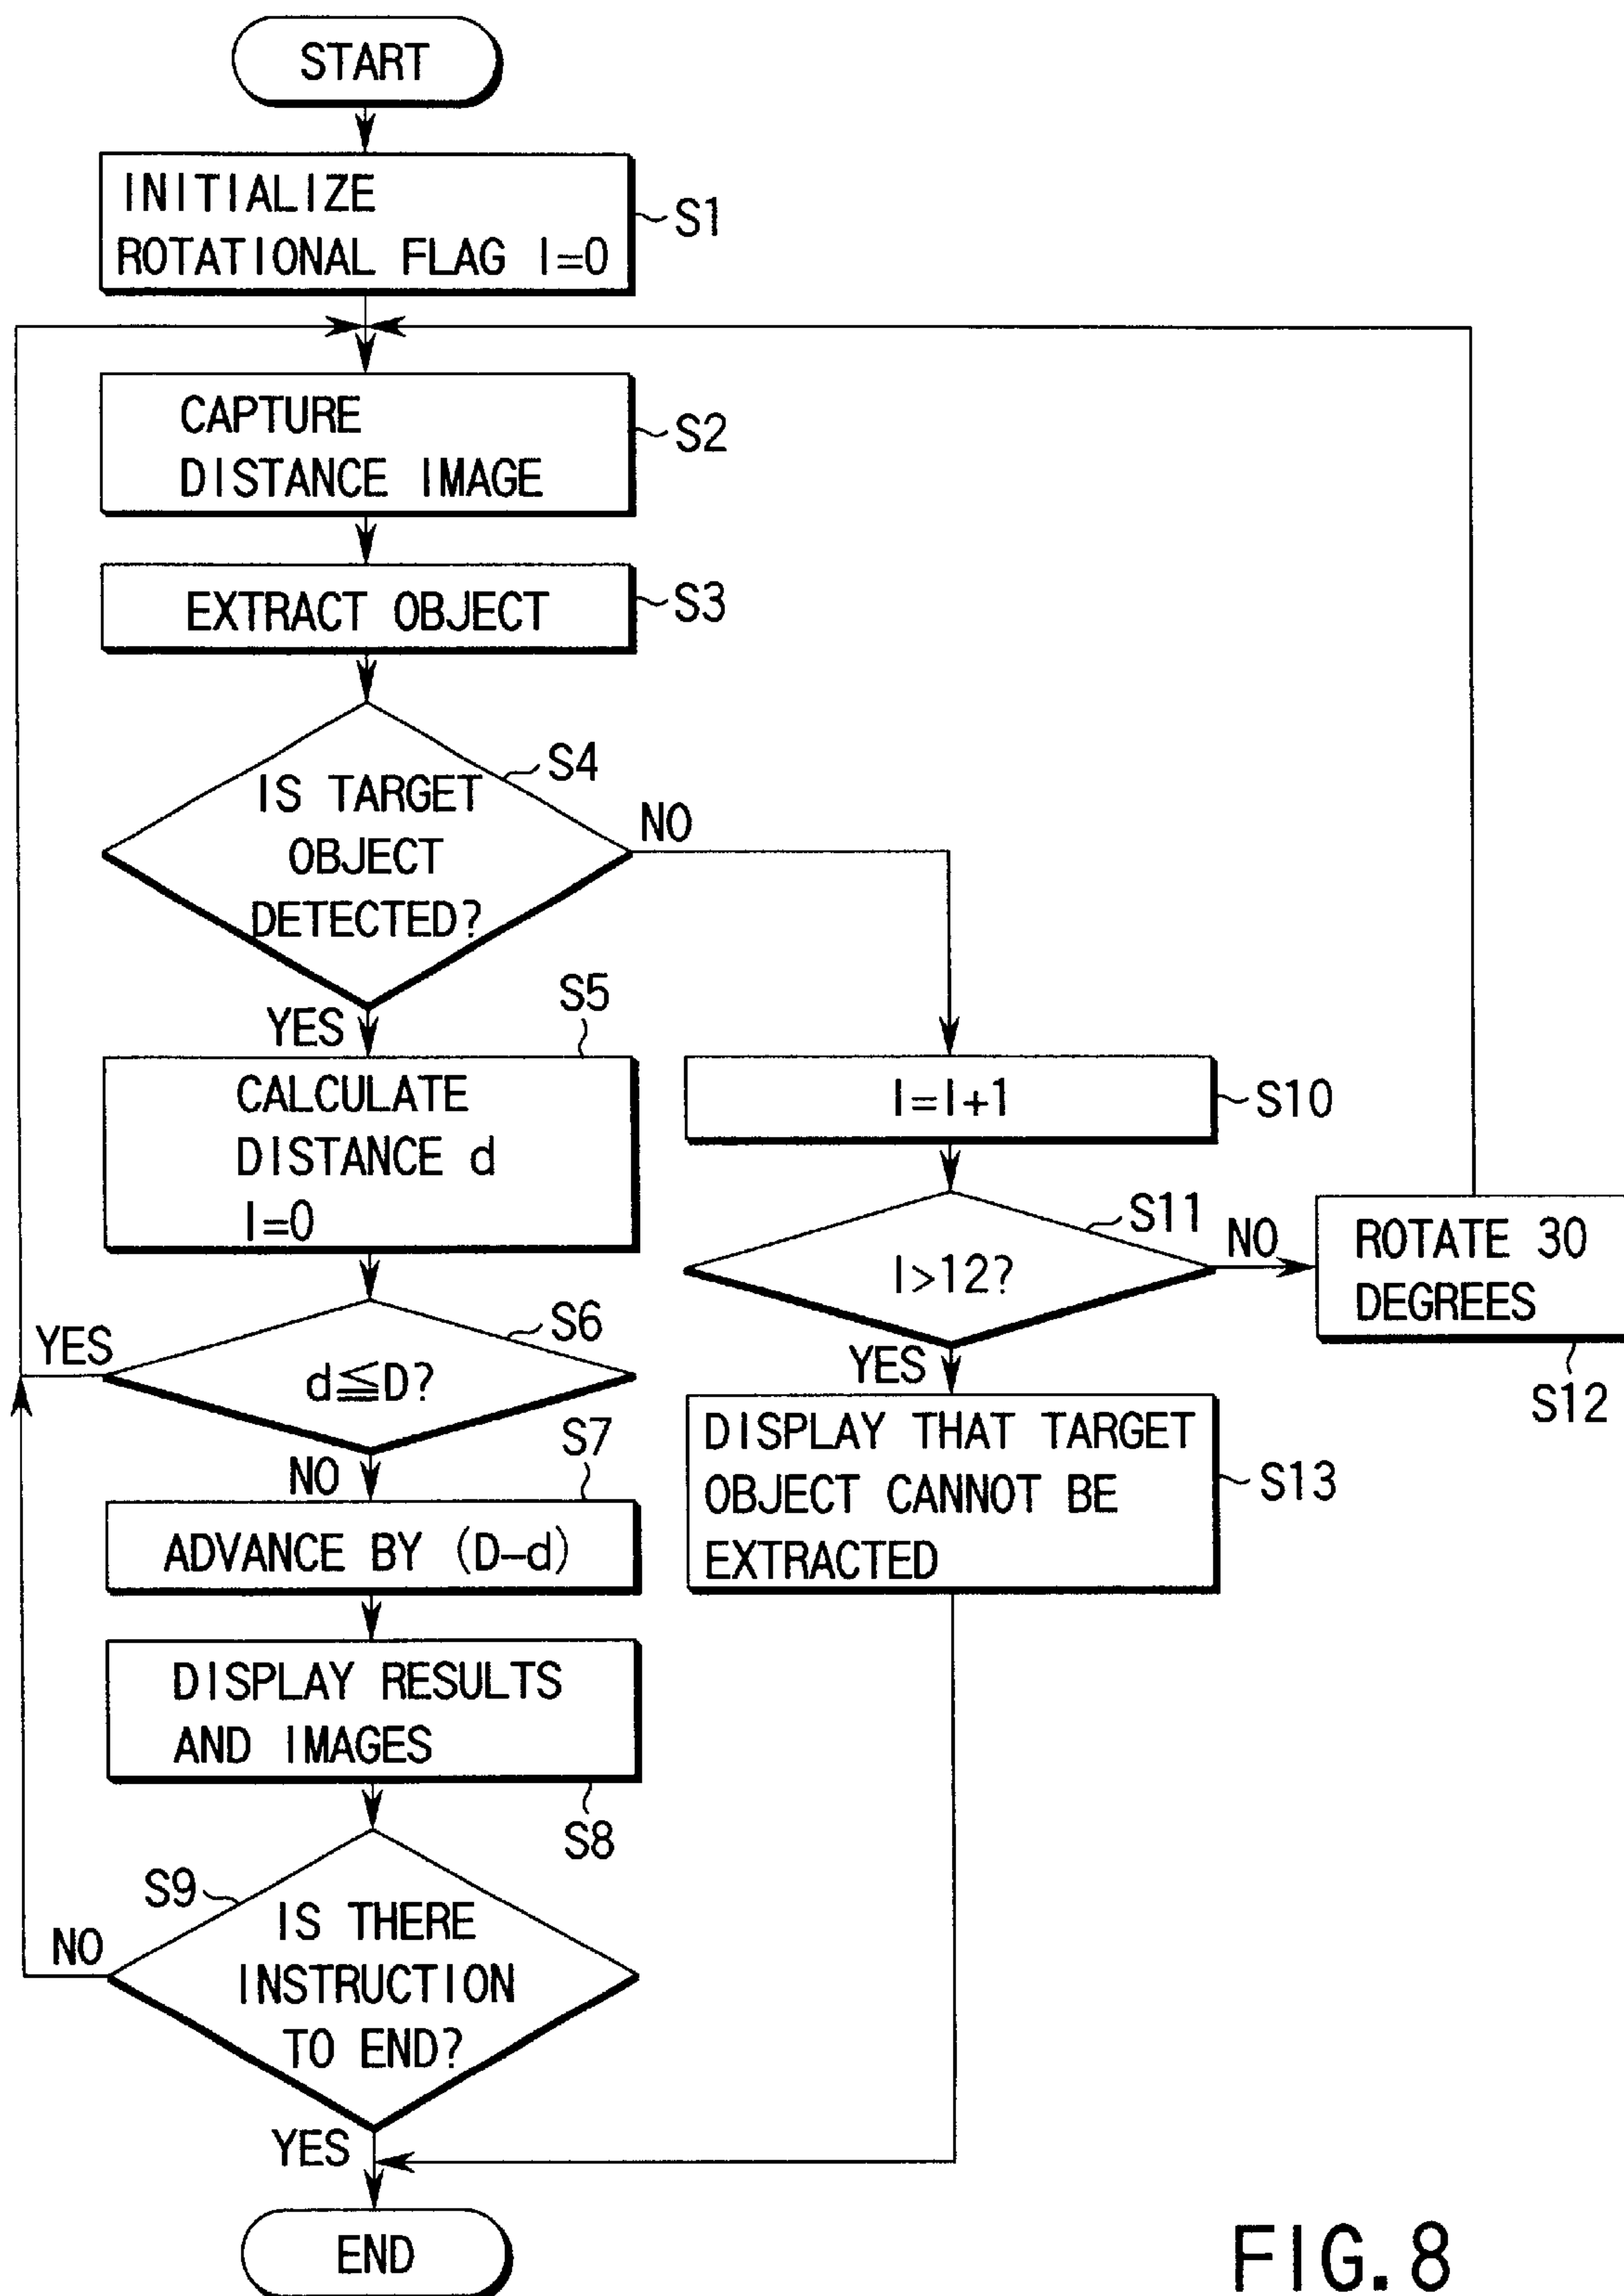 START
INITIALIZE
ROTATIONAL FLAG I=0
S1
CAPTURE
DISTANCE IMAGE
S2
EXTRACT OBJECT
S3
IS TARGET
OBJECT
DETECTED?
S4
NO
YES
S5
CALCULATE
DISTANCE d
I=0
I=I+1
S10
I>12?
S11
NO
ROTATE 30
DEGREES
S12
YES
d≦D?
S6
YES
NO
S7
DISPLAY THAT TARGET
OBJECT CANNOT BE
EXTRACTED
S13
ADVANCE BY (D-d)
DISPLAY RESULTS
AND IMAGES
S8
S9
IS THERE
INSTRUCTION
TO END?
NO
YES
END
FIG. 8